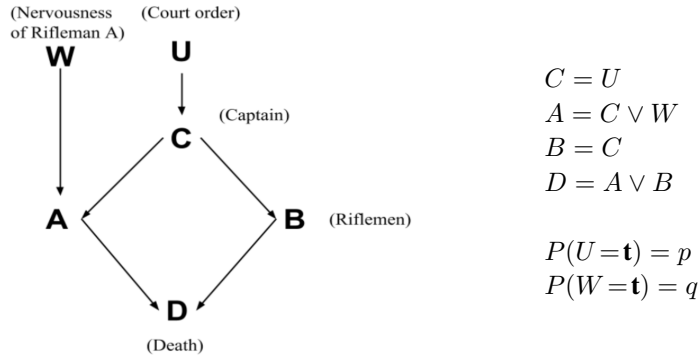 (Nervousness
of Rifleman A)
(Court order)
W
U
(Captain)
C
A
B
(Riflemen)
D
(Death)
C = U
A = C ∨ W
B = C
D = A ∨ B
P(U=t) = p
P(W=t) = q